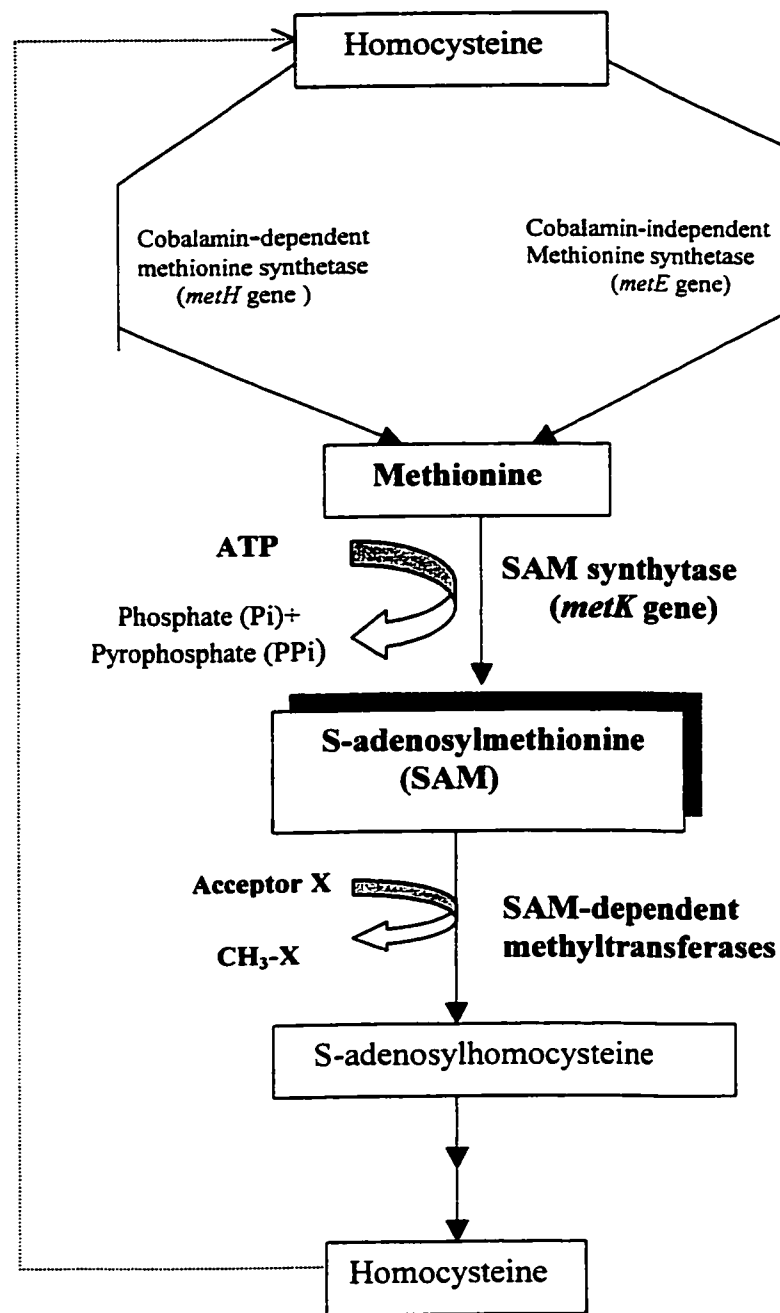 Homocysteine
Cobalamin-dependent
methionine synthetase
(metH gene )
Cobalamin-independent
Methionine synthetase
(metE gene)
Methionine
ATP
Phosphate (Pi)+
Pyrophosphate (PPi)
SAM synthytase
(metK gene)
S-adenosylmethionine
(SAM)
Acceptor X
CH₃-X
SAM-dependent
methyltransferases
S-adenosylhomocysteine
Homocysteine